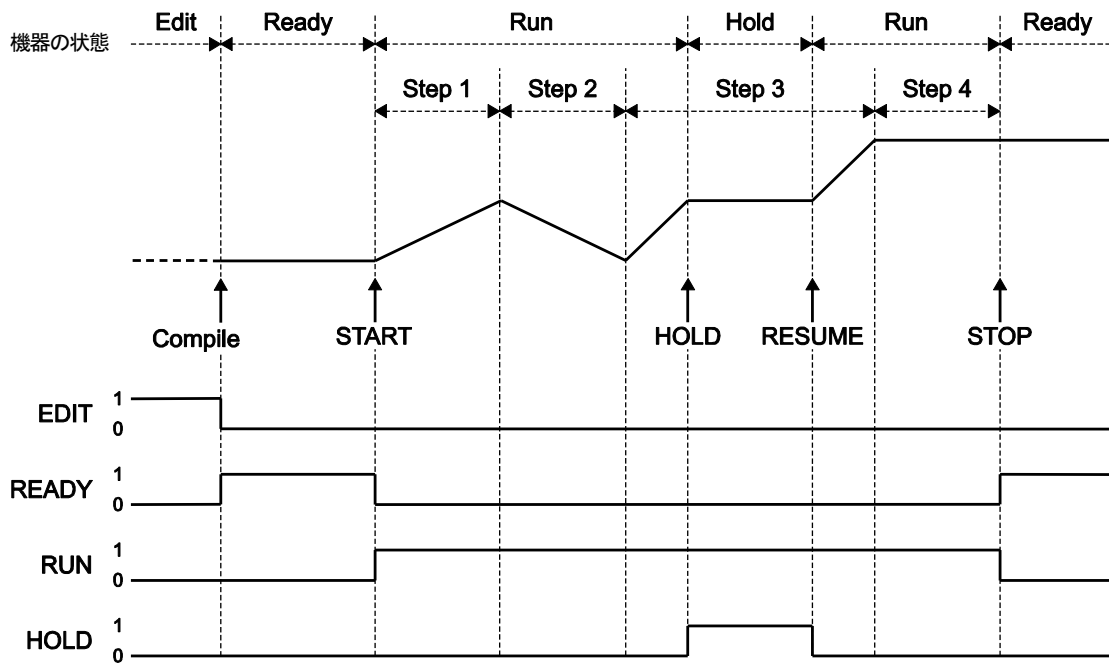 Edit Ready Run Hold Run Ready
機器の状態
Step 1 Step 2 Step 3 Step 4
Compile START HOLD RESUME STOP
EDIT 1
0
READY 1
0
RUN 1
0
HOLD 1
0